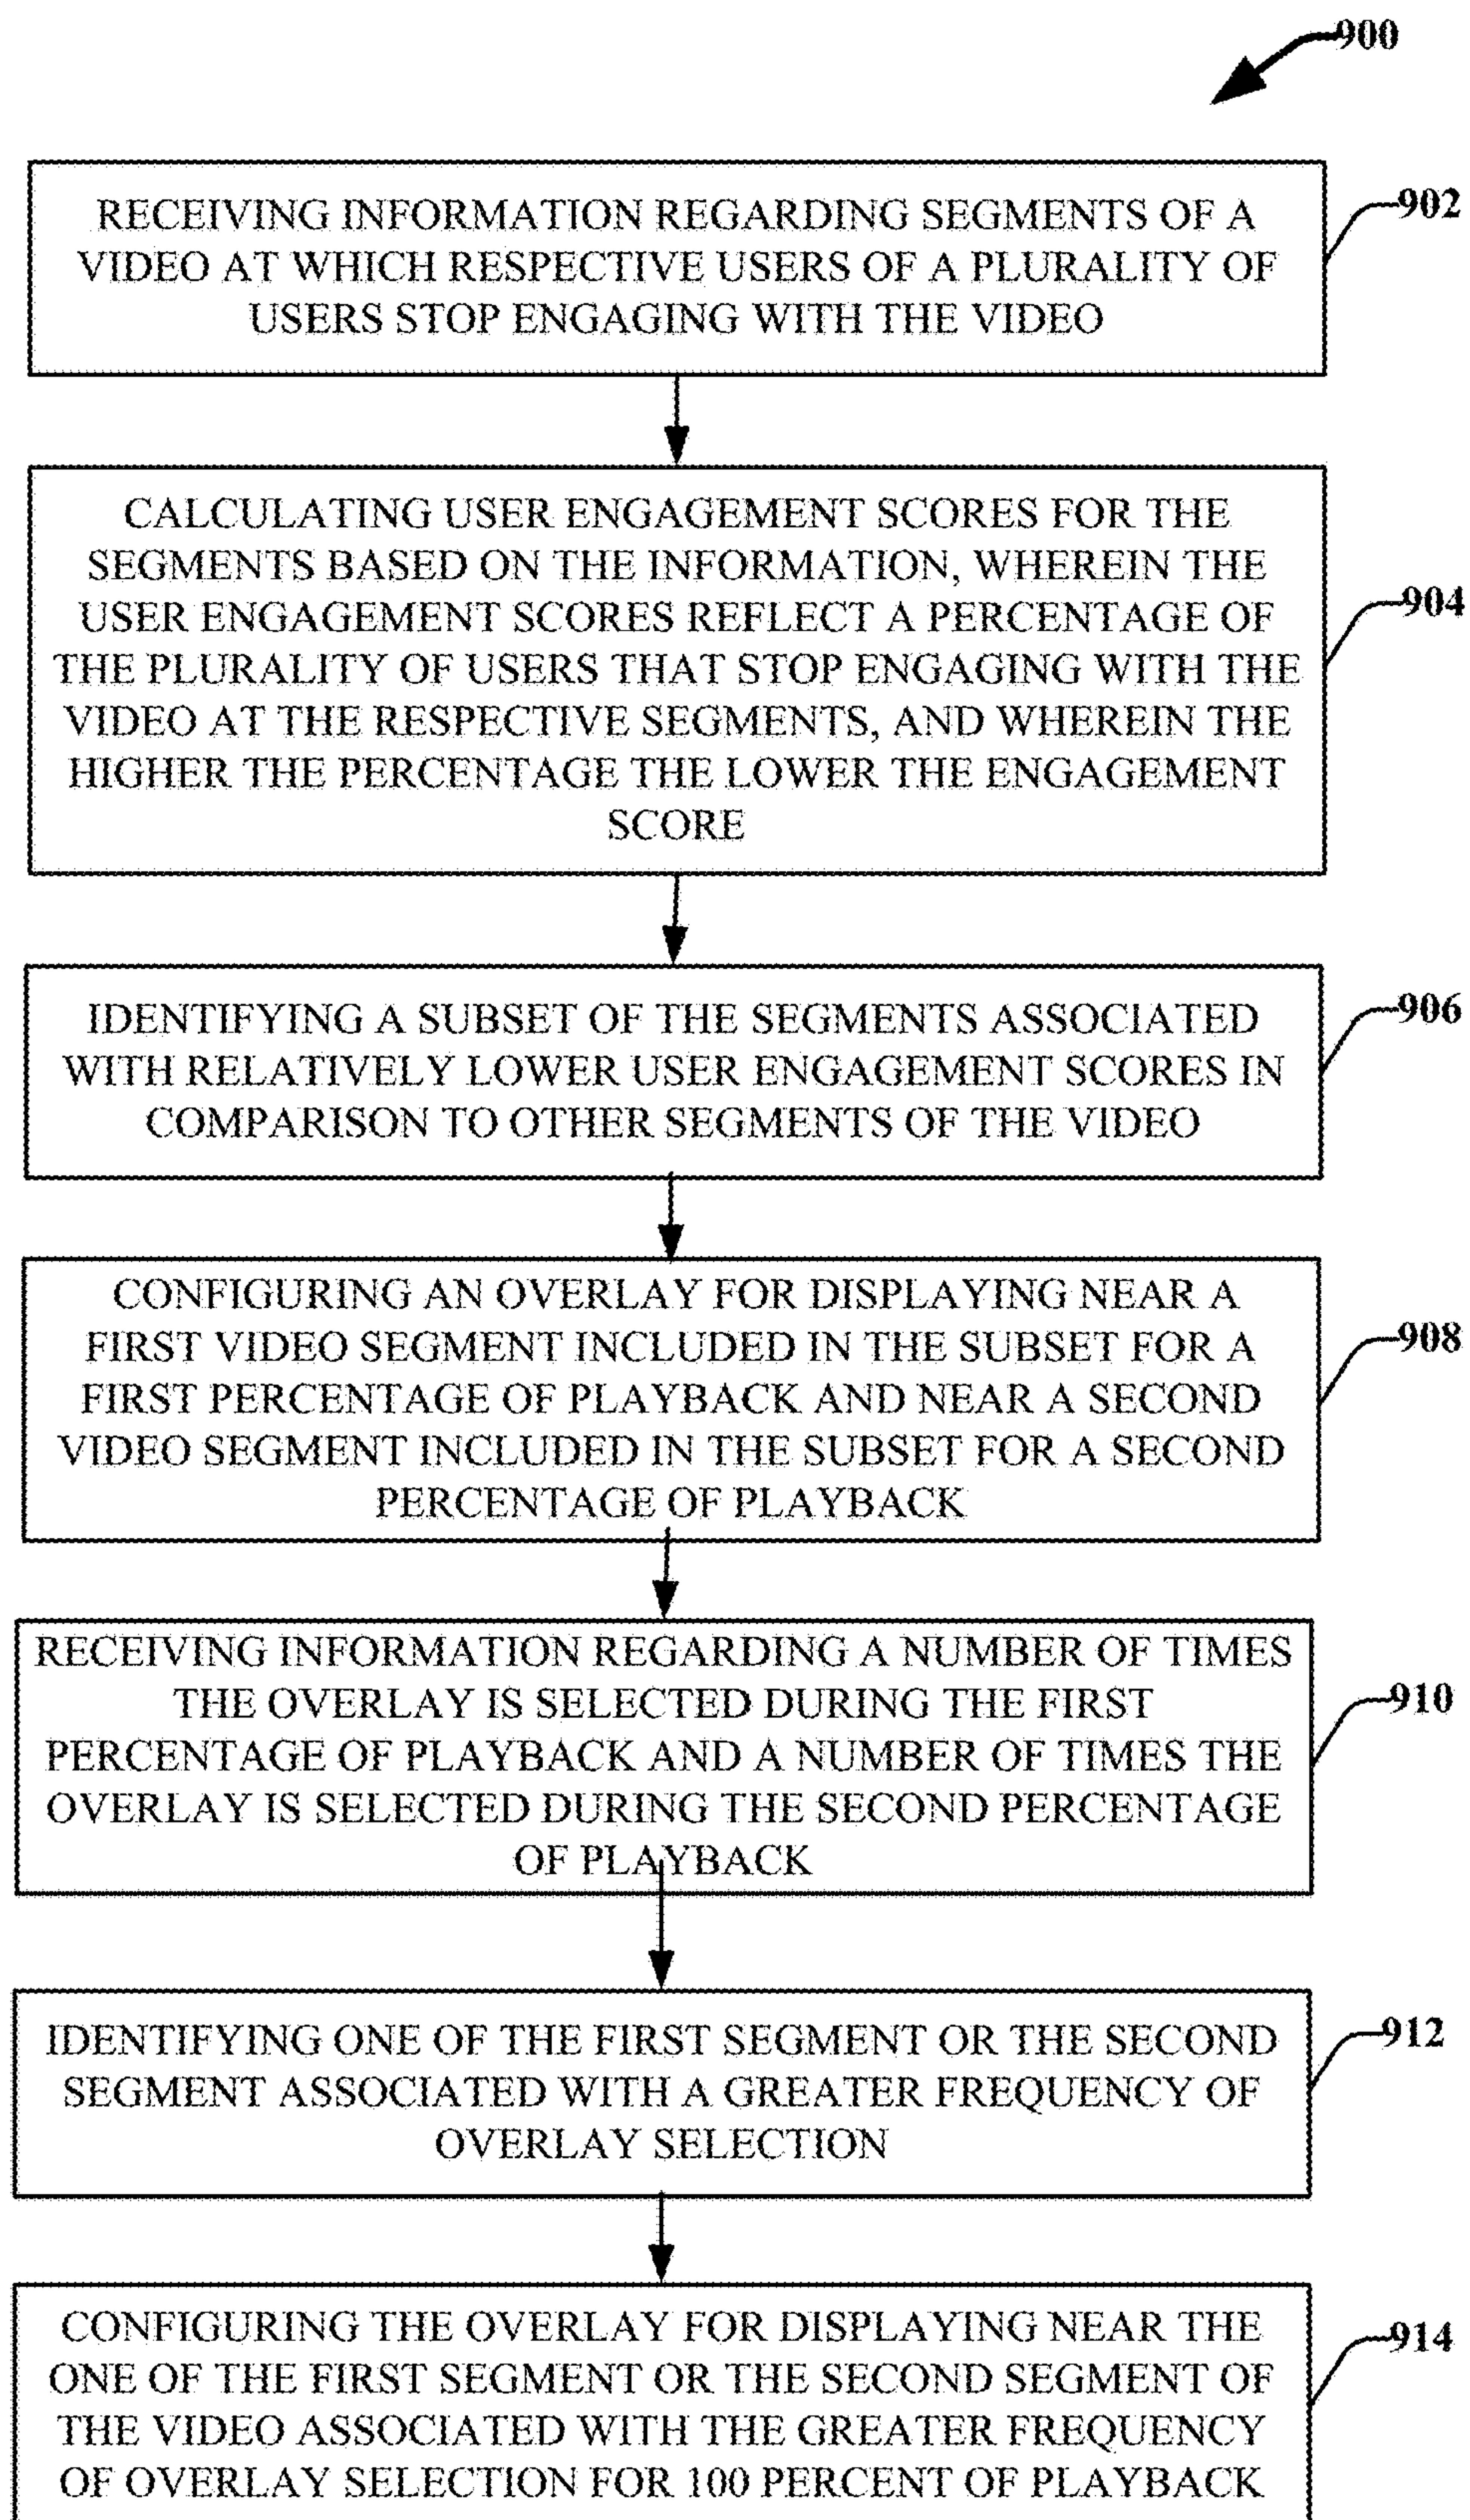 900
RECEIVING INFORMATION REGARDING SEGMENTS OF A
VIDEO AT WHICH RESPECTIVE USERS OF A PLURALITY OF
USERS STOP ENGAGING WITH THE VIDEO
902
CALCULATING USER ENGAGEMENT SCORES FOR THE
SEGMENTS BASED ON THE INFORMATION, WHEREIN THE
USER ENGAGEMENT SCORES REFLECT A PERCENTAGE OF
THE PLURALITY OF USERS THAT STOP ENGAGING WITH THE
VIDEO AT THE RESPECTIVE SEGMENTS, AND WHEREIN THE
HIGHER THE PERCENTAGE THE LOWER THE ENGAGEMENT
SCORE
904
IDENTIFYING A SUBSET OF THE SEGMENTS ASSOCIATED
WITH RELATIVELY LOWER USER ENGAGEMENT SCORES IN
COMPARISON TO OTHER SEGMENTS OF THE VIDEO
906
CONFIGURING AN OVERLAY FOR DISPLAYING NEAR A
FIRST VIDEO SEGMENT INCLUDED IN THE SUBSET FOR A
FIRST PERCENTAGE OF PLAYBACK AND NEAR A SECOND
VIDEO SEGMENT INCLUDED IN THE SUBSET FOR A SECOND
PERCENTAGE OF PLAYBACK
908
RECEIVING INFORMATION REGARDING A NUMBER OF TIMES
THE OVERLAY IS SELECTED DURING THE FIRST
PERCENTAGE OF PLAYBACK AND A NUMBER OF TIMES THE
OVERLAY IS SELECTED DURING THE SECOND PERCENTAGE
OF PLAYBACK
910
IDENTIFYING ONE OF THE FIRST SEGMENT OR THE SECOND
SEGMENT ASSOCIATED WITH A GREATER FREQUENCY OF
OVERLAY SELECTION
912
CONFIGURING THE OVERLAY FOR DISPLAYING NEAR THE
ONE OF THE FIRST SEGMENT OR THE SECOND SEGMENT OF
THE VIDEO ASSOCIATED WITH THE GREATER FREQUENCY
OF OVERLAY SELECTION FOR 100 PERCENT OF PLAYBACK
914